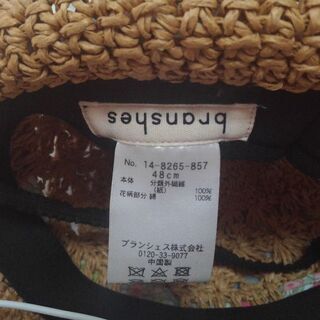 branshes
No. 14-8265-857
48cm
本体 分類外繊維
(紙) 100%
花柄部分 綿 100%
ブランシェス株式会社
0120-33-9077
中国製